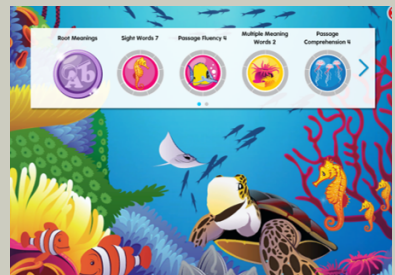 Root Meanings
Sight Words 7
Passage Fluency 4
Multiple Meaning
Words 2
Passage
Comprehension 4
Ab